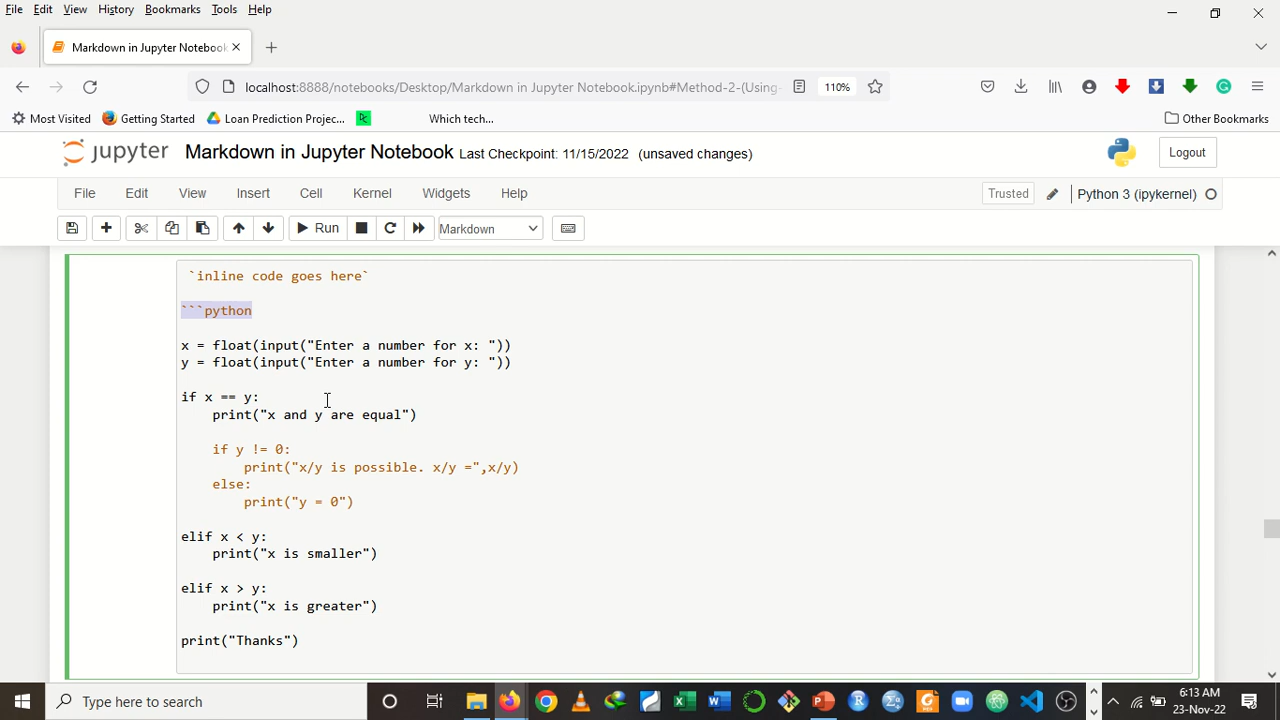 File Edit View History Bookmarks Tools Help
Markdown in Jupyter Notebook
localhost:8888/notebooks/Desktop/Markdown in Jupyter Notebook.ipynb#Method-2-(Using- 110%
Most Visited Getting Started Loan Prediction Projec... Which tech... Other Bookmarks
jupyter Markdown in Jupyter Notebook Last Checkpoint: 11/15/2022 (unsaved changes) Logout
File Edit View Insert Cell Kernel Widgets Help Trusted Python 3 (ipykernel)
Run Markdown
`inline code goes here`
```python
x = float(input("Enter a number for x: "))
y = float(input("Enter a number for y: "))
if x == y:
    print("x and y are equal")
    if y != 0:
        print("x/y is possible. x/y =",x/y)
    else:
        print("y = 0")
elif x < y:
    print("x is smaller")
elif x > y:
    print("x is greater")
print("Thanks")
Type here to search
6:13 AM
23-Nov-22